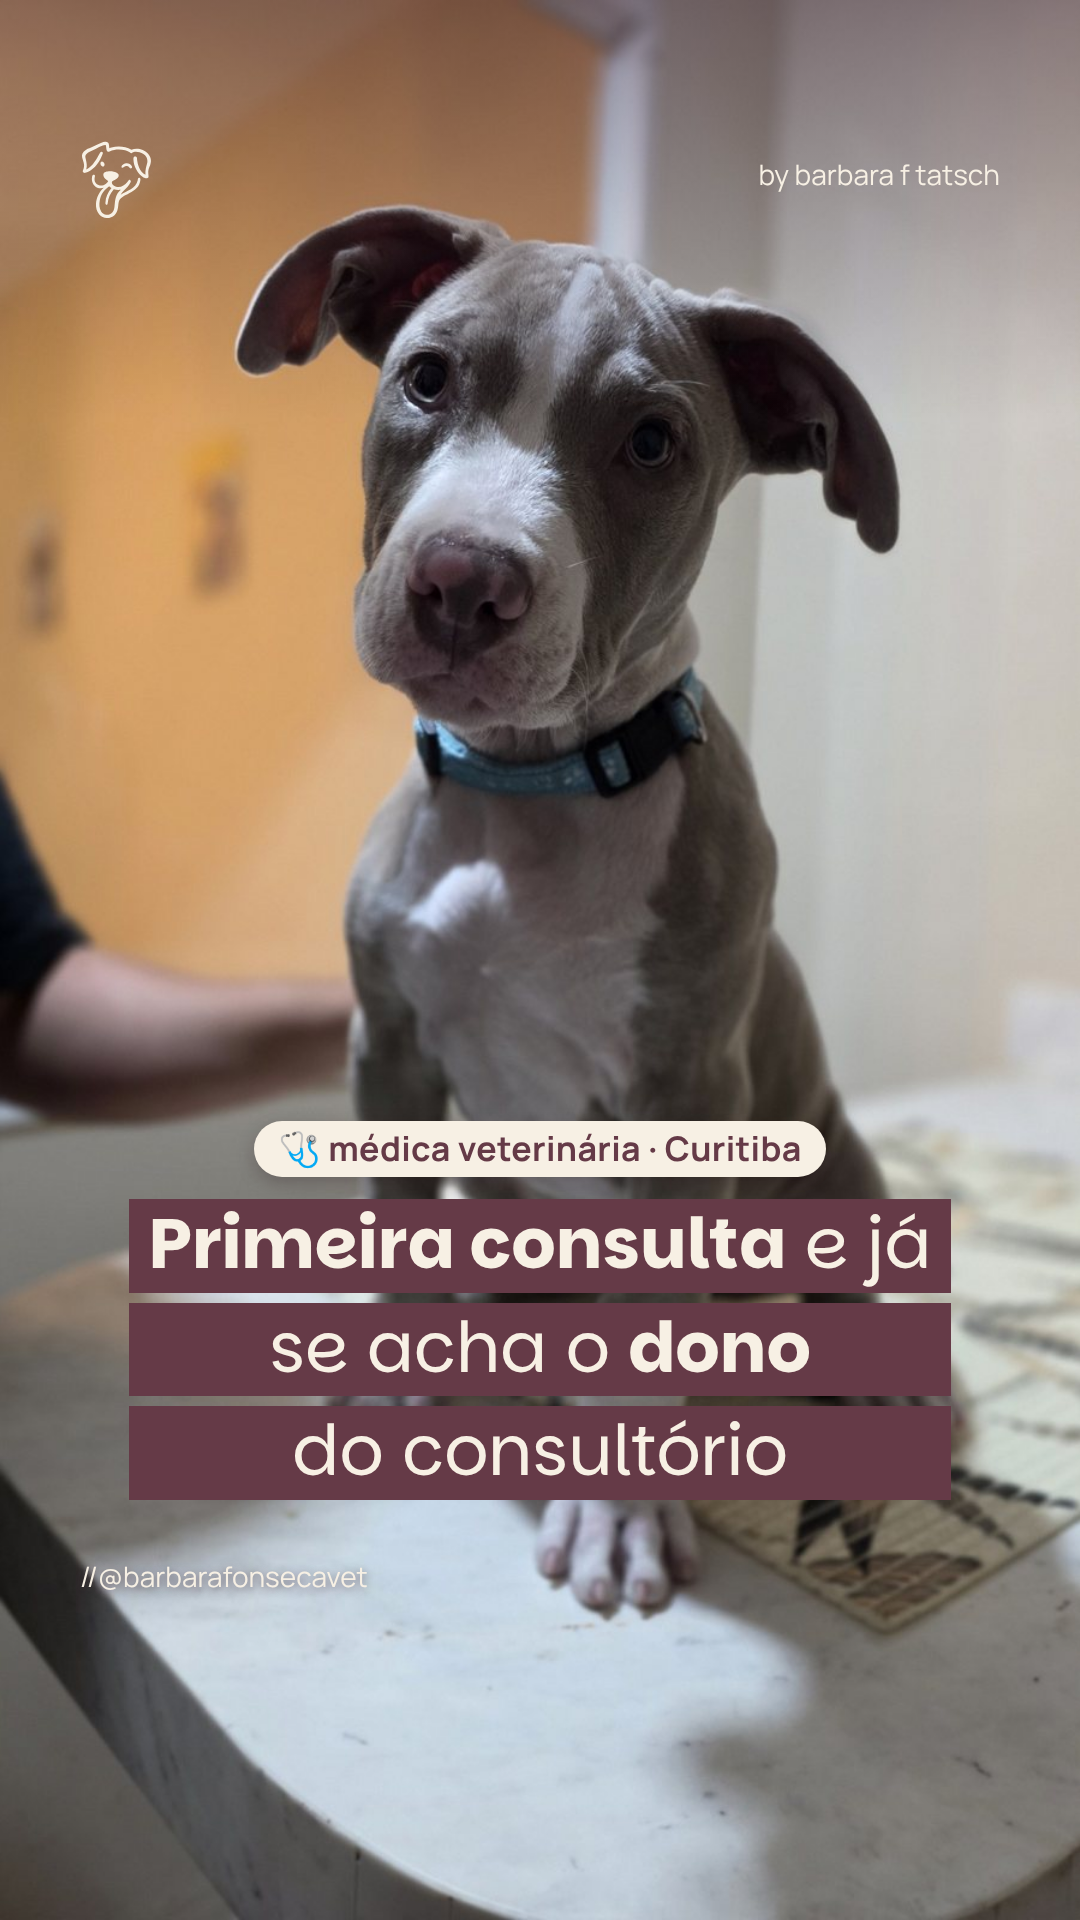 by barbara f tatsch
🩺 médica veterinária · Curitiba
Primeira consulta e já
se acha o dono
do consultório
//@barbarafonsecavet